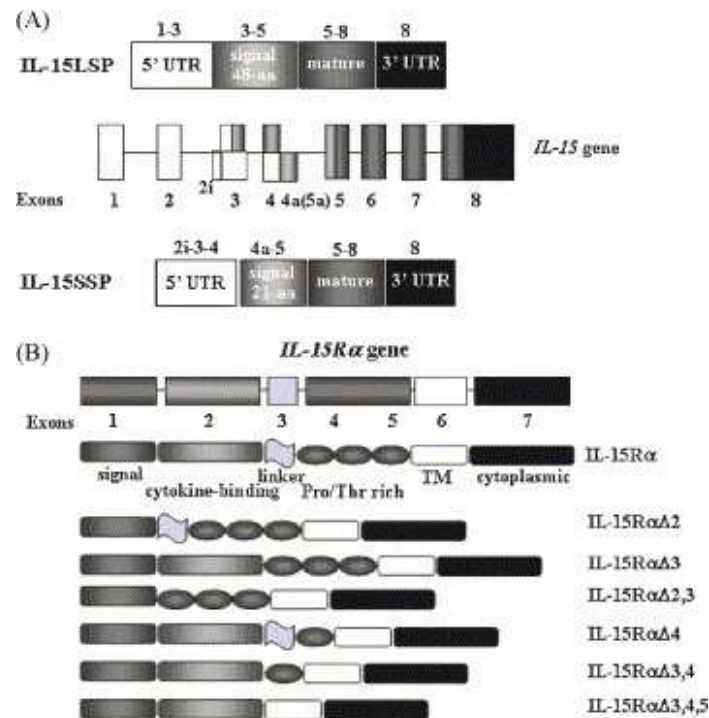 (A)
1-3 3-5 5-8 8
IL-15LSP 5' UTR signal 48-aa mature 3' UTR
IL-15 gene
2i
Exons 1 2 3 4 4a(5a) 5 6 7 8
2i-3-4 4a-5 5-8 8
IL-15SSP 5' UTR signal 21-aa mature 3' UTR
(B) IL-15Rα gene
Exons 1 2 3 4 5 6 7
IL-15Rα
signal cytokine-binding linker Pro/Thr rich TM cytoplasmic
IL-15RαΔ2
IL-15RαΔ3
IL-15RαΔ2,3
IL-15RαΔ4
IL-15RαΔ3,4
IL-15RαΔ3,4,5